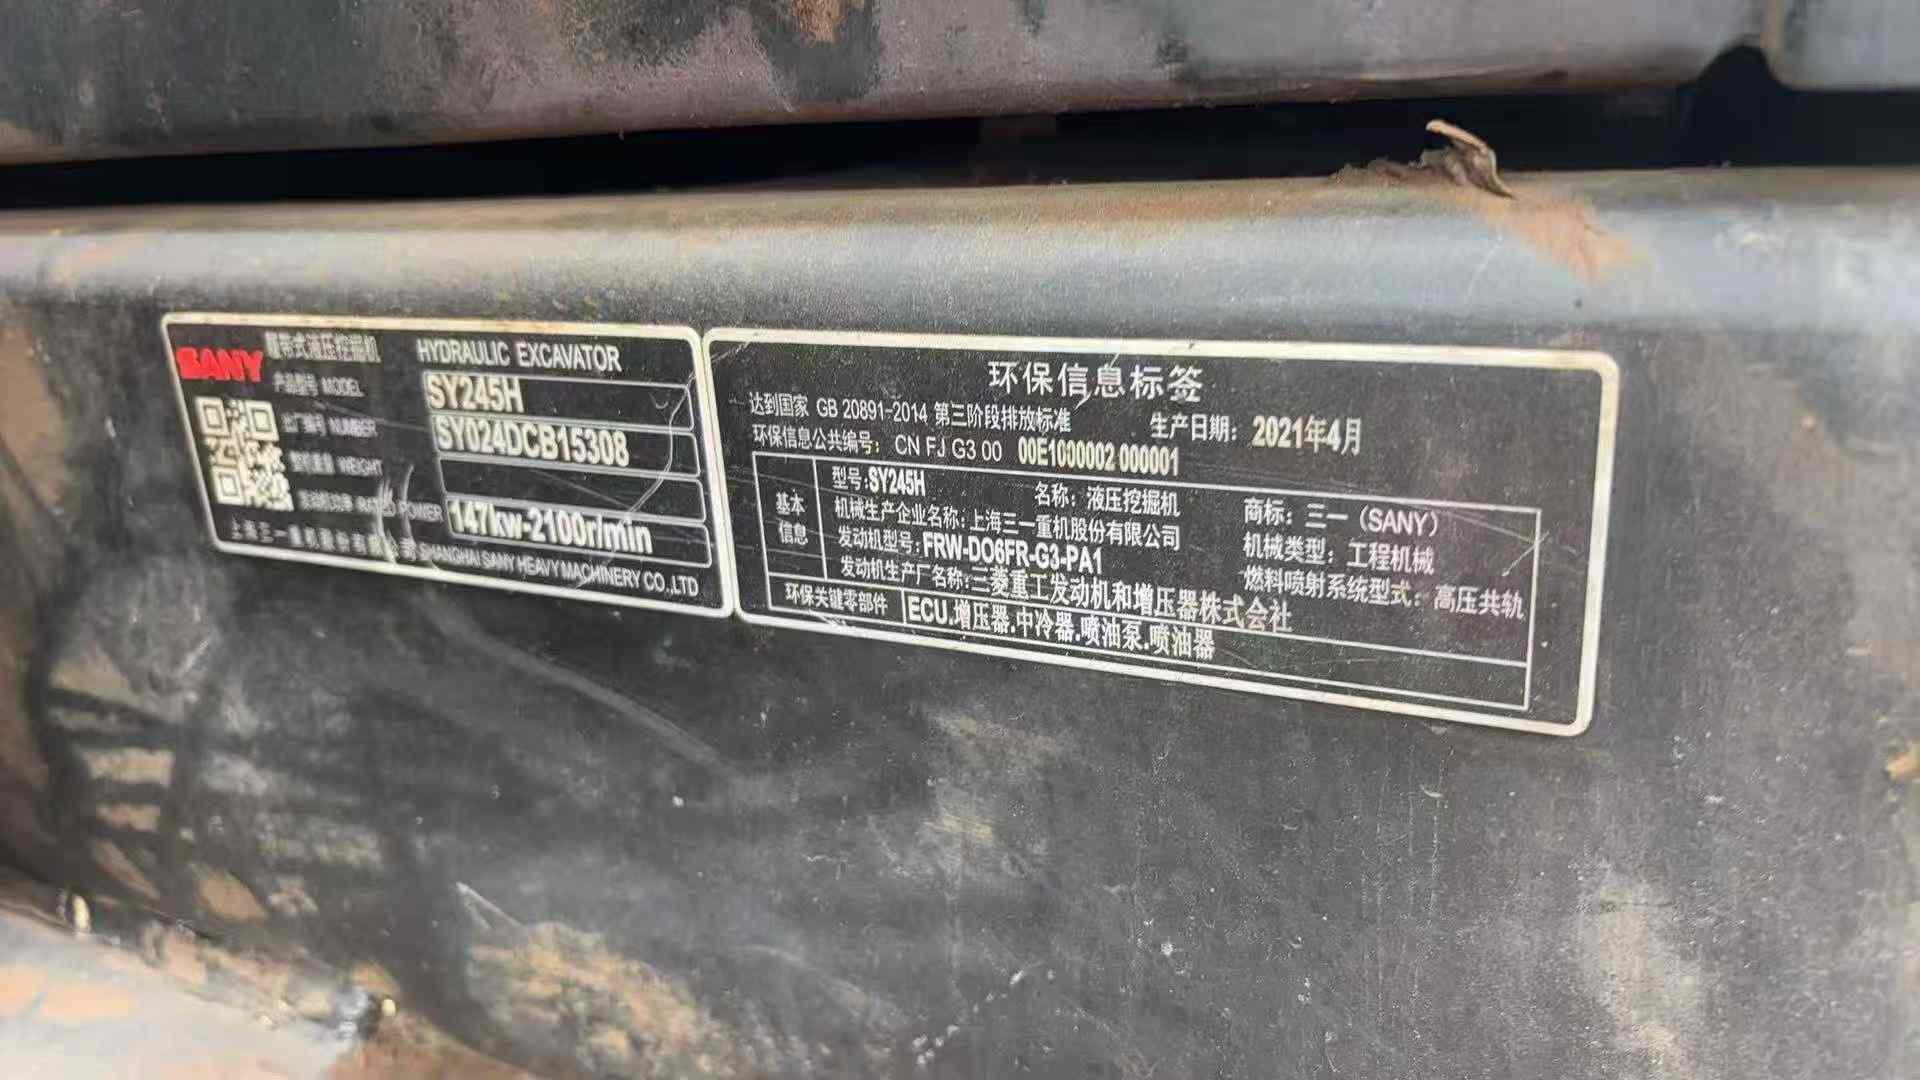 SANY 履带式液压挖掘机 HYDRAULIC EXCAVATOR
产品型号 MODEL SY245H
出厂编号 NUMBER SY024DCB15308
整机重量 WEIGHT
发动机功率 RATED POWER 147kw-2100r/min
上海三一重机股份有限公司 SHANGHAI SANY HEAVY MACHINERY CO.,LTD
环保信息标签
达到国家 GB 20891-2014 第三阶段排放标准 生产日期: 2021年4月
环保信息公共编号: CN FJ G3 00 00E1000002 000001
基本信息
型号:SY245H 名称: 液压挖掘机 商标: 三一 (SANY)
机械生产企业名称:上海三一重机股份有限公司 机械类型: 工程机械
发动机型号:FRW-DO6FR-G3-PA1 燃料喷射系统型式: 高压共轨
发动机生产厂名称:三菱重工发动机和增压器株式会社
环保关键零部件 ECU.增压器.中冷器.喷油泵.喷油器